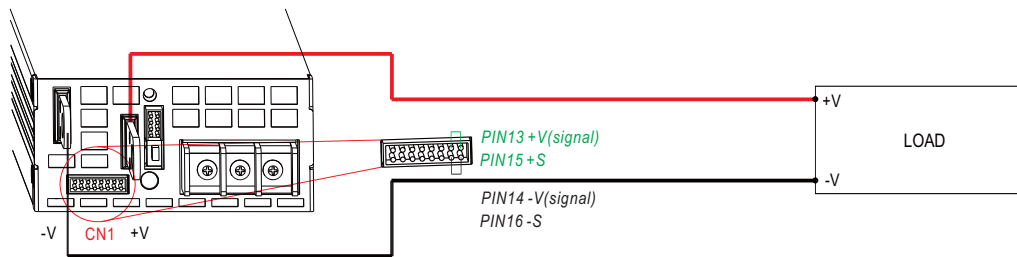 +V
LOAD
PIN13 +V(signal)
PIN15 +S
-V
PIN14 -V(signal)
PIN16 -S
-V CN1 +V